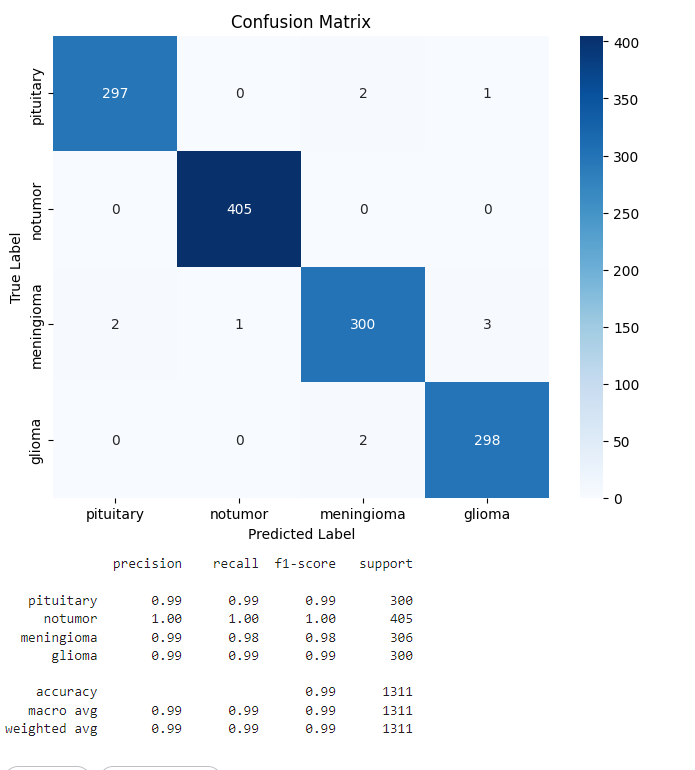 Confusion Matrix
True Label
pituitary 297 0 2 1
notumor 0 405 0 0
meningioma 2 1 300 3
glioma 0 0 2 298
pituitary notumor meningioma glioma
Predicted Label
400
350
300
250
200
150
100
50
0
precision recall f1-score support
pituitary 0.99 0.99 0.99 300
notumor 1.00 1.00 1.00 405
meningioma 0.99 0.98 0.98 306
glioma 0.99 0.99 0.99 300
accuracy 0.99 1311
macro avg 0.99 0.99 0.99 1311
weighted avg 0.99 0.99 0.99 1311